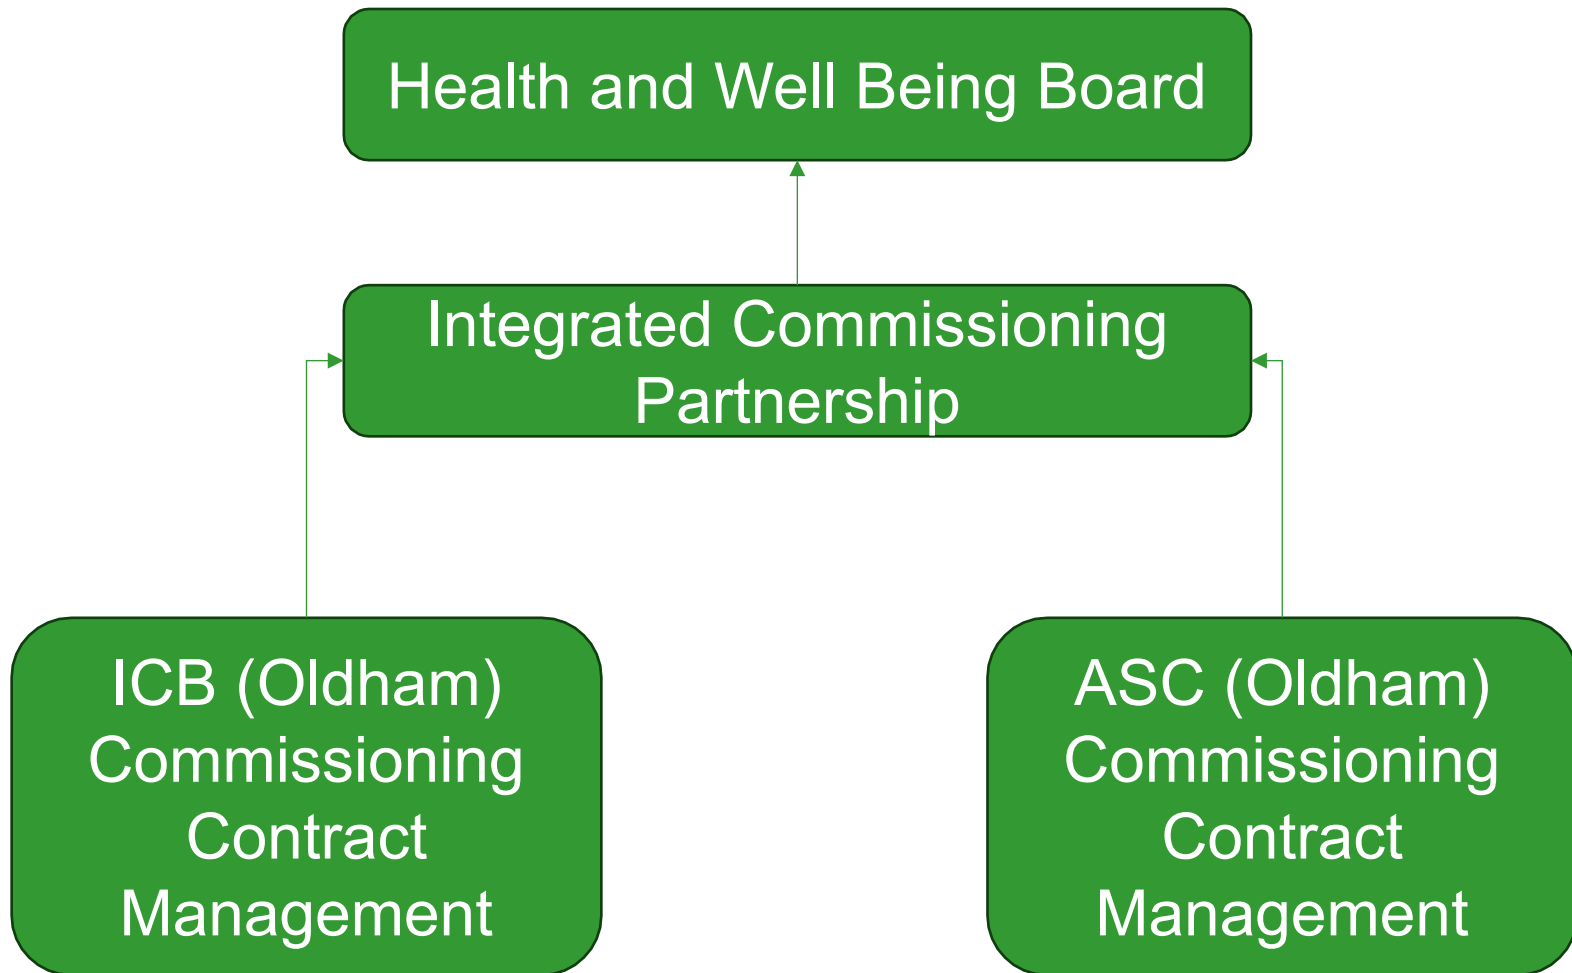 Health and Well Being Board
Integrated Commissioning
Partnership
ICB (Oldham)
Commissioning
Contract
Management
ASC (Oldham)
Commissioning
Contract
Management